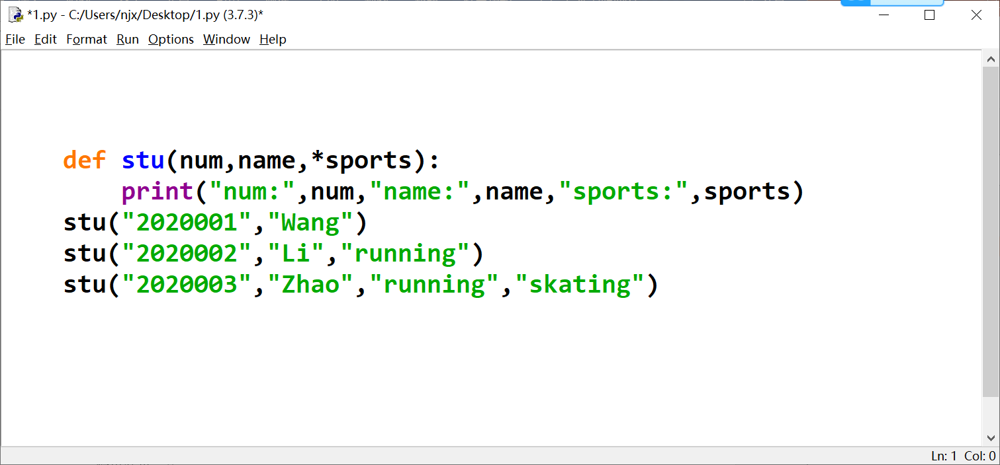 *1.py - C:/Users/njx/Desktop/1.py (3.7.3)*
File Edit Format Run Options Window Help
def stu(num,name,*sports):
    print("num:",num,"name:",name,"sports:",sports)
stu("2020001","Wang")
stu("2020002","Li","running")
stu("2020003","Zhao","running","skating")
Ln: 1 Col: 0